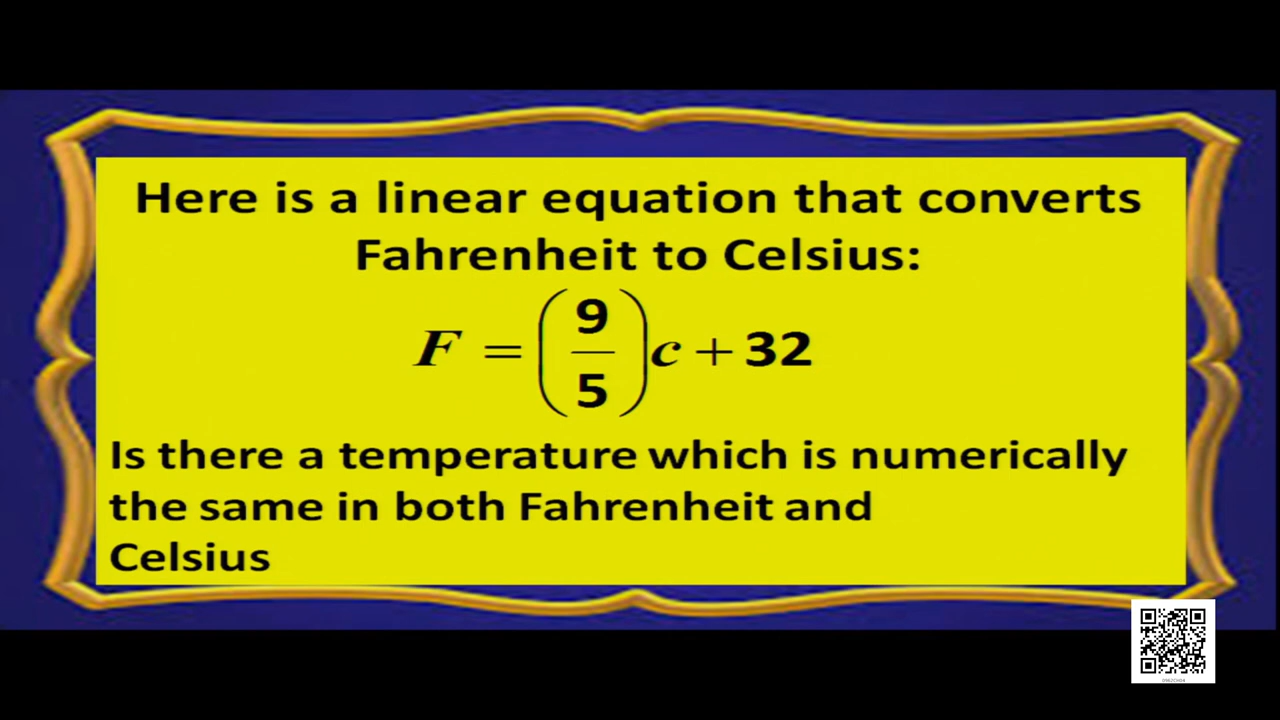 Here is a linear equation that converts
Fahrenheit to Celsius:
F = (9/5)c + 32
Is there a temperature which is numerically
the same in both Fahrenheit and
Celsius